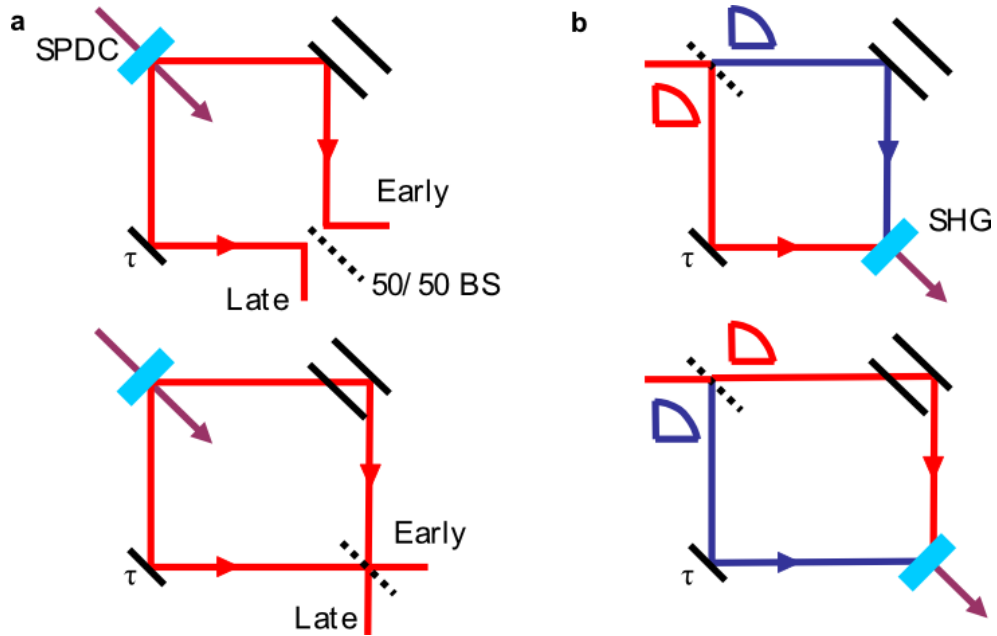 a
SPDC
Early
τ
50/ 50 BS
Late
Early
τ
Late
b
SHG
τ
τ